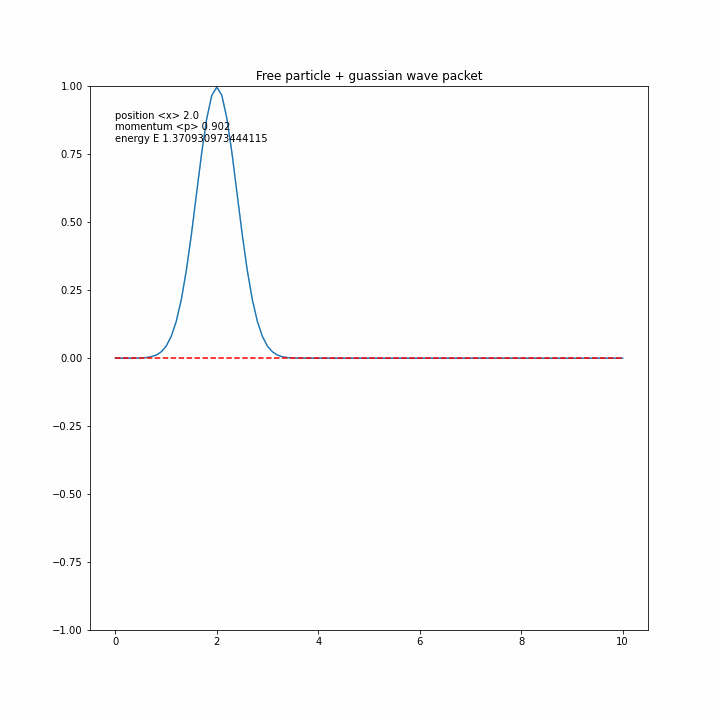 Free particle + guassian wave packet
position <x> 2.0
momentum <p> 0.902
energy E 1.370930973444115
1.00
0.75
0.50
0.25
0.00
−0.25
−0.50
−0.75
−1.00
0 2 4 6 8 10